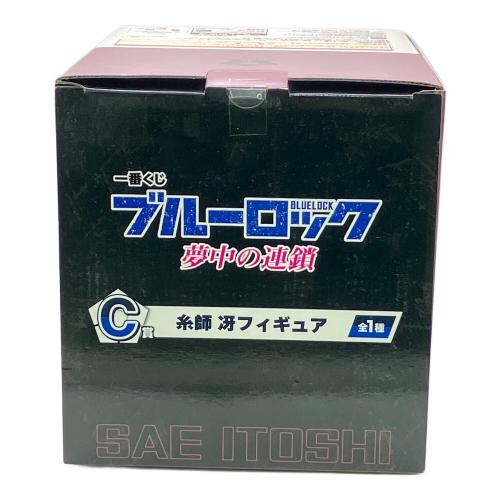 一番くじ
ブルーロック
BLUELOCK
夢中の連鎖
C賞
糸師 冴フィギュア
全1種
SAE ITOSHI